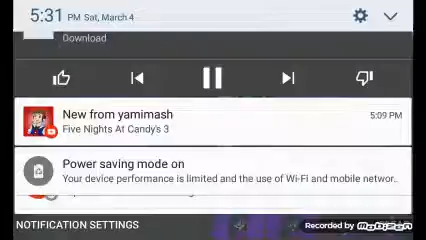 5:31 PM Sat, March 4
Download
New from yamimash 5:09 PM
Five Nights At Candy's 3
Power saving mode on
Your device performance is limited and the use of Wi-Fi and mobile networ..
NOTIFICATION SETTINGS
Recorded by Mobizen